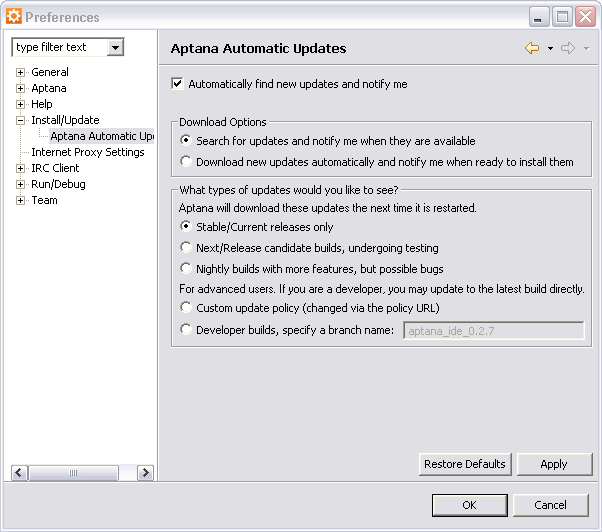 Preferences
type filter text
General
Aptana
Help
Install/Update
Aptana Automatic Upd
Internet Proxy Settings
IRC Client
Run/Debug
Team
Aptana Automatic Updates
Automatically find new updates and notify me
Download Options
Search for updates and notify me when they are available
Download new updates automatically and notify me when ready to install them
What types of updates would you like to see?
Aptana will download these updates the next time it is restarted.
Stable/Current releases only
Next/Release candidate builds, undergoing testing
Nightly builds with more features, but possible bugs
For advanced users. If you are a developer, you may update to the latest build directly.
Custom update policy (changed via the policy URL)
Developer builds, specify a branch name: aptana_ide_0.2.7
Restore Defaults Apply
OK Cancel